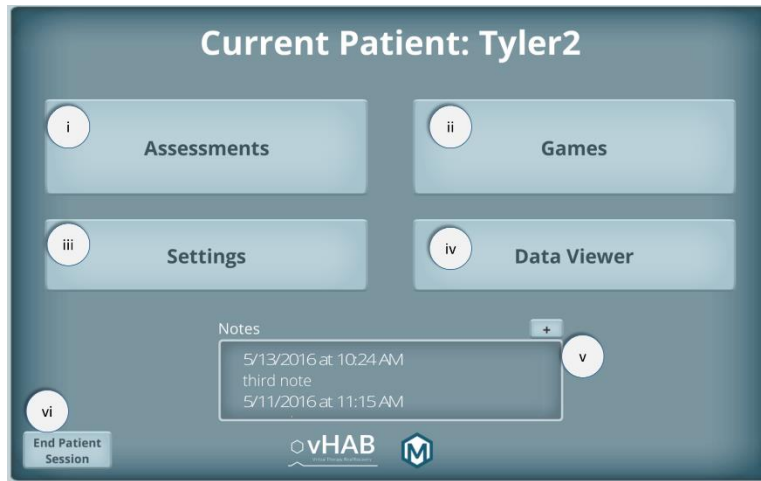 Current Patient: Tyler2
i
Assessments
ii
Games
iii
Settings
iv
Data Viewer
Notes
+
5/13/2016 at 10:24 AM
third note
5/11/2016 at 11:15 AM
v
vi
End Patient
Session
vHAB
M